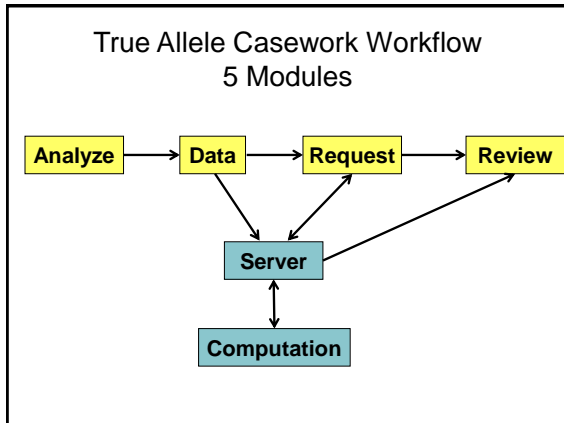 True Allele Casework Workflow
5 Modules
Analyze
Data
Request
Review
Server
Computation